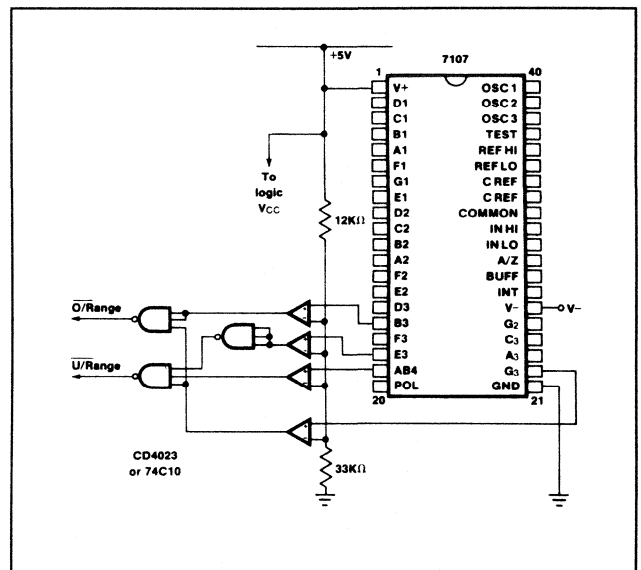 +5V
7107
1
40
V+
OSC 1
D1
OSC 2
C1
OSC 3
B1
TEST
A1
REF HI
F1
REF LO
G1
C REF
E1
C REF
D2
COMMON
C2
IN HI
B2
IN LO
A2
A/Z
F2
BUFF
E2
INT
D3
V−
V−
B3
G2
F3
C3
E3
A3
AB4
G3
POL
GND
20
21
To
logic
VCC
12KΩ
O/Range
U/Range
CD4023
or 74C10
33KΩ